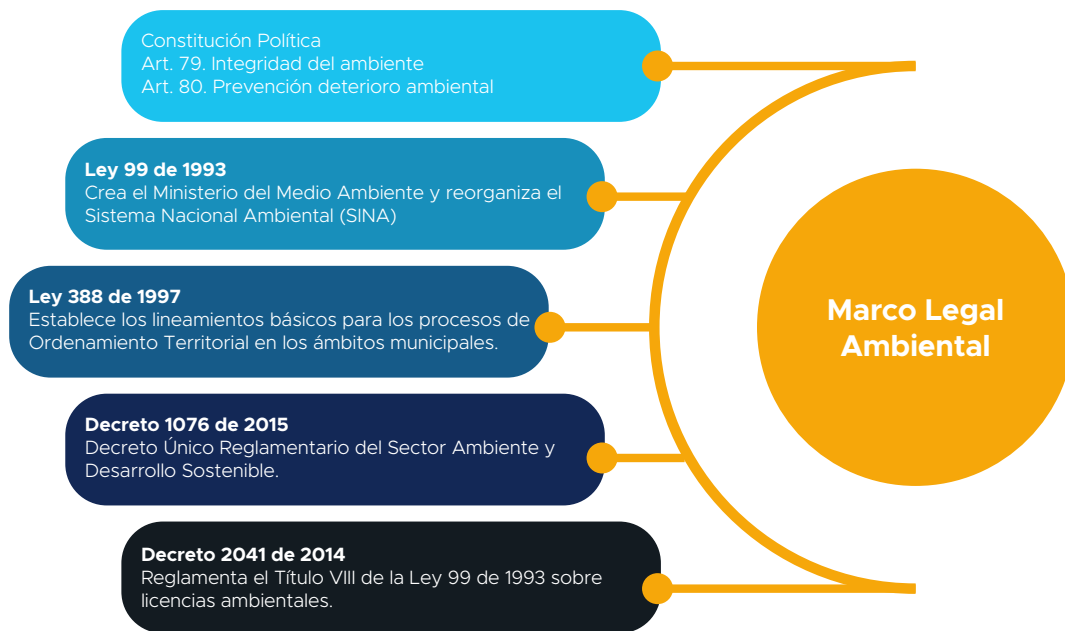 Constitución Política
Art. 79. Integridad del ambiente
Art. 80. Prevención deterioro ambiental
Ley 99 de 1993
Crea el Ministerio del Medio Ambiente y reorganiza el
Sistema Nacional Ambiental (SINA)
Ley 388 de 1997
Establece los lineamientos básicos para los procesos de
Ordenamiento Territorial en los ámbitos municipales.
Decreto 1076 de 2015
Decreto Único Reglamentario del Sector Ambiente y
Desarrollo Sostenible.
Decreto 2041 de 2014
Reglamenta el Título VIII de la Ley 99 de 1993 sobre
licencias ambientales.
Marco Legal
Ambiental